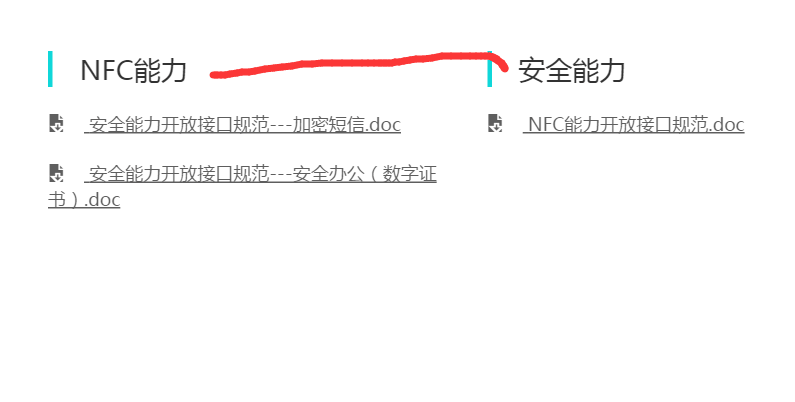 NFC能力
安全能力开放接口规范---加密短信.doc
安全能力开放接口规范---安全办公（数字证
书）.doc
安全能力
NFC能力开放接口规范.doc